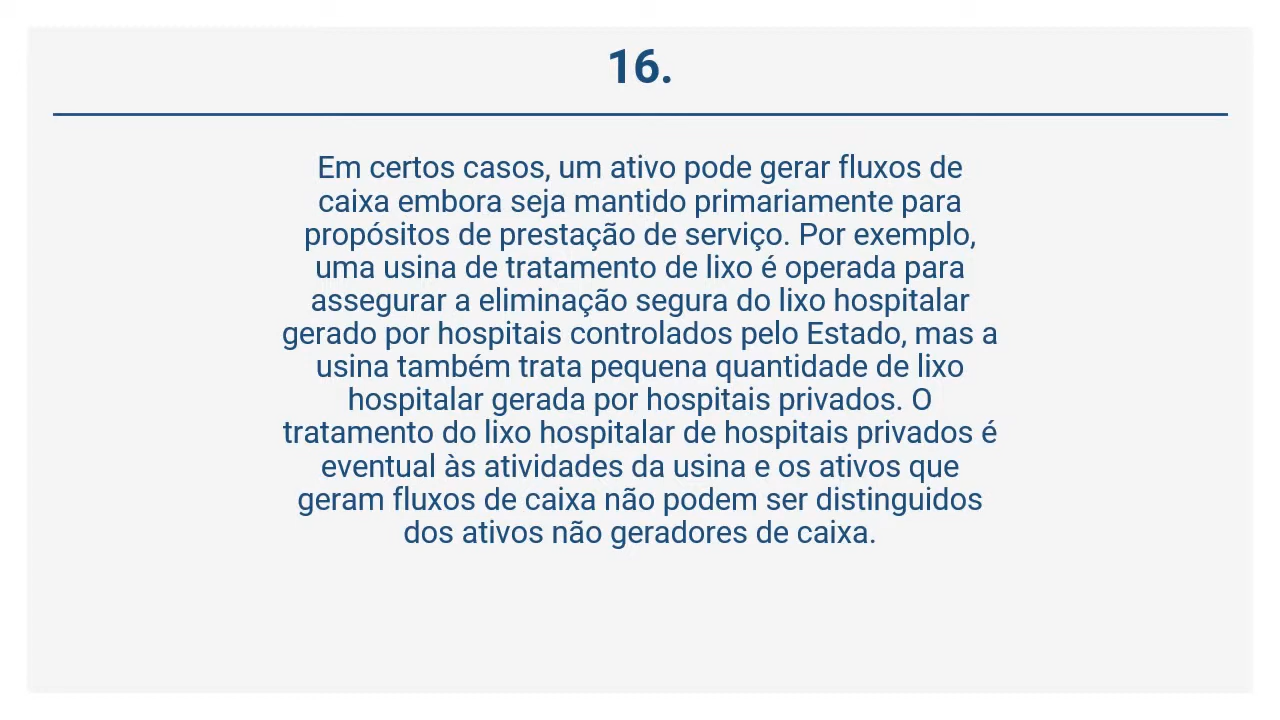 16.
Em certos casos, um ativo pode gerar fluxos de
caixa embora seja mantido primariamente para
propósitos de prestação de serviço. Por exemplo,
uma usina de tratamento de lixo é operada para
assegurar a eliminação segura do lixo hospitalar
gerado por hospitais controlados pelo Estado, mas a
usina também trata pequena quantidade de lixo
hospitalar gerada por hospitais privados. O
tratamento do lixo hospitalar de hospitais privados é
eventual às atividades da usina e os ativos que
geram fluxos de caixa não podem ser distinguidos
dos ativos não geradores de caixa.